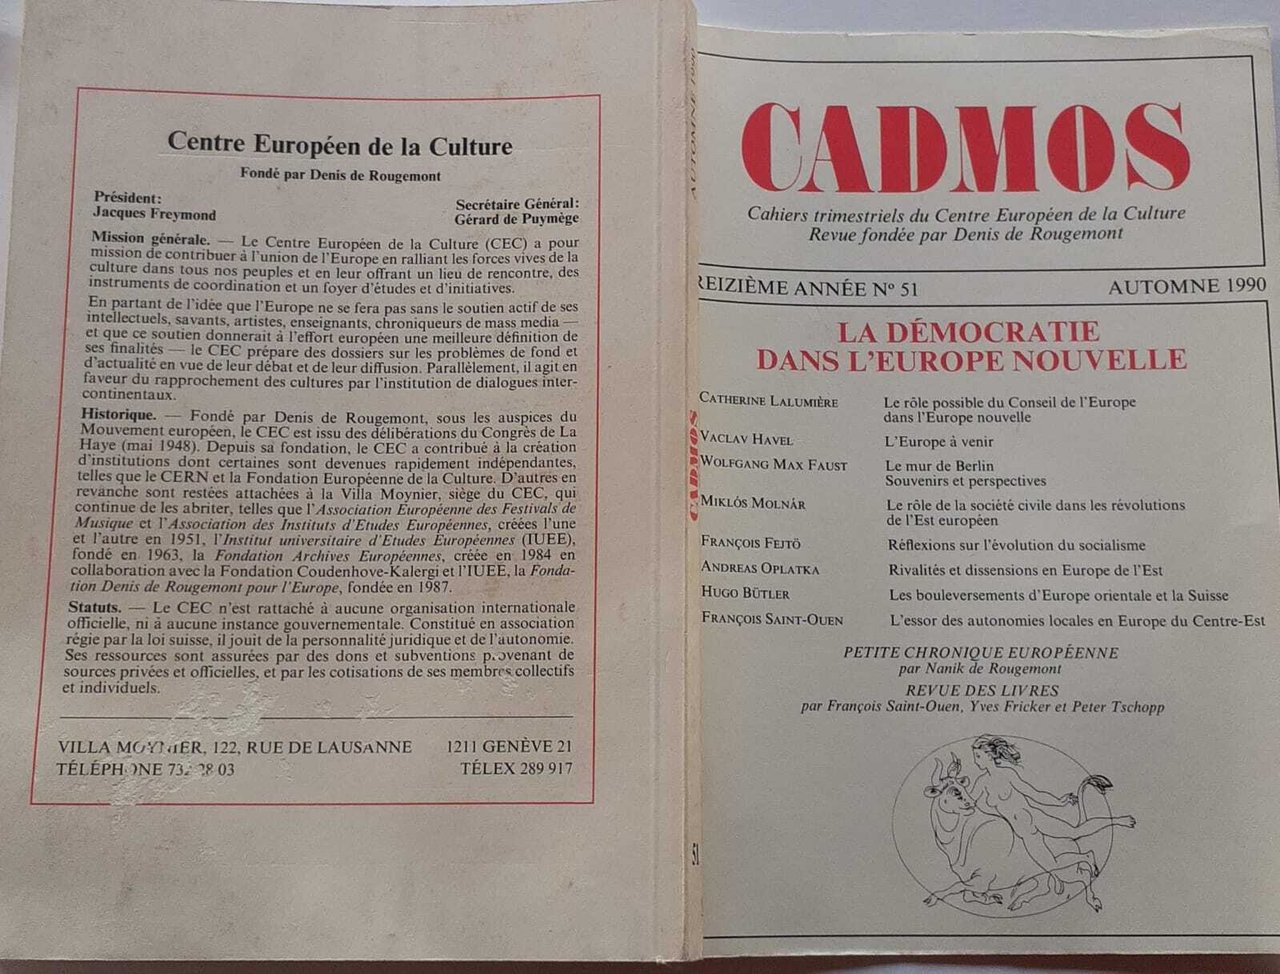 Centre Européen de la Culture
Fondé par Denis de Rougemont
Président:
Jacques Freymond
Secrétaire Général:
Gérard de Puymège
Mission générale. — Le Centre Européen de la Culture (CEC) a pour
mission de contribuer à l'union de l'Europe en ralliant les forces vives de la
culture dans tous nos peuples et en leur offrant un lieu de rencontre, des
instruments de coordination et un foyer d'études et d'initiatives.
En partant de l'idée que l'Europe ne se fera pas sans le soutien actif de ses
intellectuels, savants, artistes, enseignants, chroniqueurs de mass media —
et que ce soutien donnerait à l'effort européen une meilleure définition de
ses finalités — le CEC prépare des dossiers sur les problèmes de fond et
d'actualité en vue de leur débat et de leur diffusion. Parallèlement, il agit en
faveur du rapprochement des cultures par l'institution de dialogues inter-
continentaux.
Historique. — Fondé par Denis de Rougemont, sous les auspices du
Mouvement européen, le CEC est issu des délibérations du Congrès de La
Haye (mai 1948). Depuis sa fondation, le CEC a contribué à la création
d'institutions dont certaines sont devenues rapidement indépendantes,
telles que le CERN et la Fondation Européenne de la Culture. D'autres en
revanche sont restées attachées à la Villa Moynier, siège du CEC, qui
continue de les abriter, telles que l'Association Européenne des Festivals de
Musique et l'Association des Instituts d'Etudes Européennes, créées l'une
et l'autre en 1951, l'Institut universitaire d'Etudes Européennes (IUEE),
fondé en 1963, la Fondation Archives Européennes, créée en 1984 en
collaboration avec la Fondation Coudenhove-Kalergi et l'IUEE, la Fonda-
tion Denis de Rougemont pour l'Europe, fondée en 1987.
Statuts. — Le CEC n'est rattaché à aucune organisation internationale
officielle, ni à aucune instance gouvernementale. Constitué en association
régie par la loi suisse, il jouit de la personnalité juridique et de l'autonomie.
Ses ressources sont assurées par des dons et subventions provenant de
sources privées et officielles, et par les cotisations de ses membres collectifs
et individuels.
VILLA MOYNIER, 122, RUE DE LAUSANNE 1211 GENÈVE 21
TÉLÉPHONE 28 03 TÉLEX 289 917
AUTOMNE 1990
CADMOS
51
CADMOS
Cahiers trimestriels du Centre Européen de la Culture
Revue fondée par Denis de Rougemont
REIZIÈME ANNÉE N° 51 AUTOMNE 1990
LA DÉMOCRATIE
DANS L'EUROPE NOUVELLE
CATHERINE LALUMIÈRE Le rôle possible du Conseil de l'Europe
dans l'Europe nouvelle
VACLAV HAVEL L'Europe à venir
WOLFGANG MAX FAUST Le mur de Berlin
Souvenirs et perspectives
MIKLÓS MOLNÁR Le rôle de la société civile dans les révolutions
de l'Est européen
FRANÇOIS FEJTÖ Réflexions sur l'évolution du socialisme
ANDREAS OPLATKA Rivalités et dissensions en Europe de l'Est
HUGO BÜTLER Les bouleversements d'Europe orientale et la Suisse
FRANÇOIS SAINT-OUEN L'essor des autonomies locales en Europe du Centre-Est
PETITE CHRONIQUE EUROPÉENNE
par Nanik de Rougemont
REVUE DES LIVRES
par François Saint-Ouen, Yves Fricker et Peter Tschopp